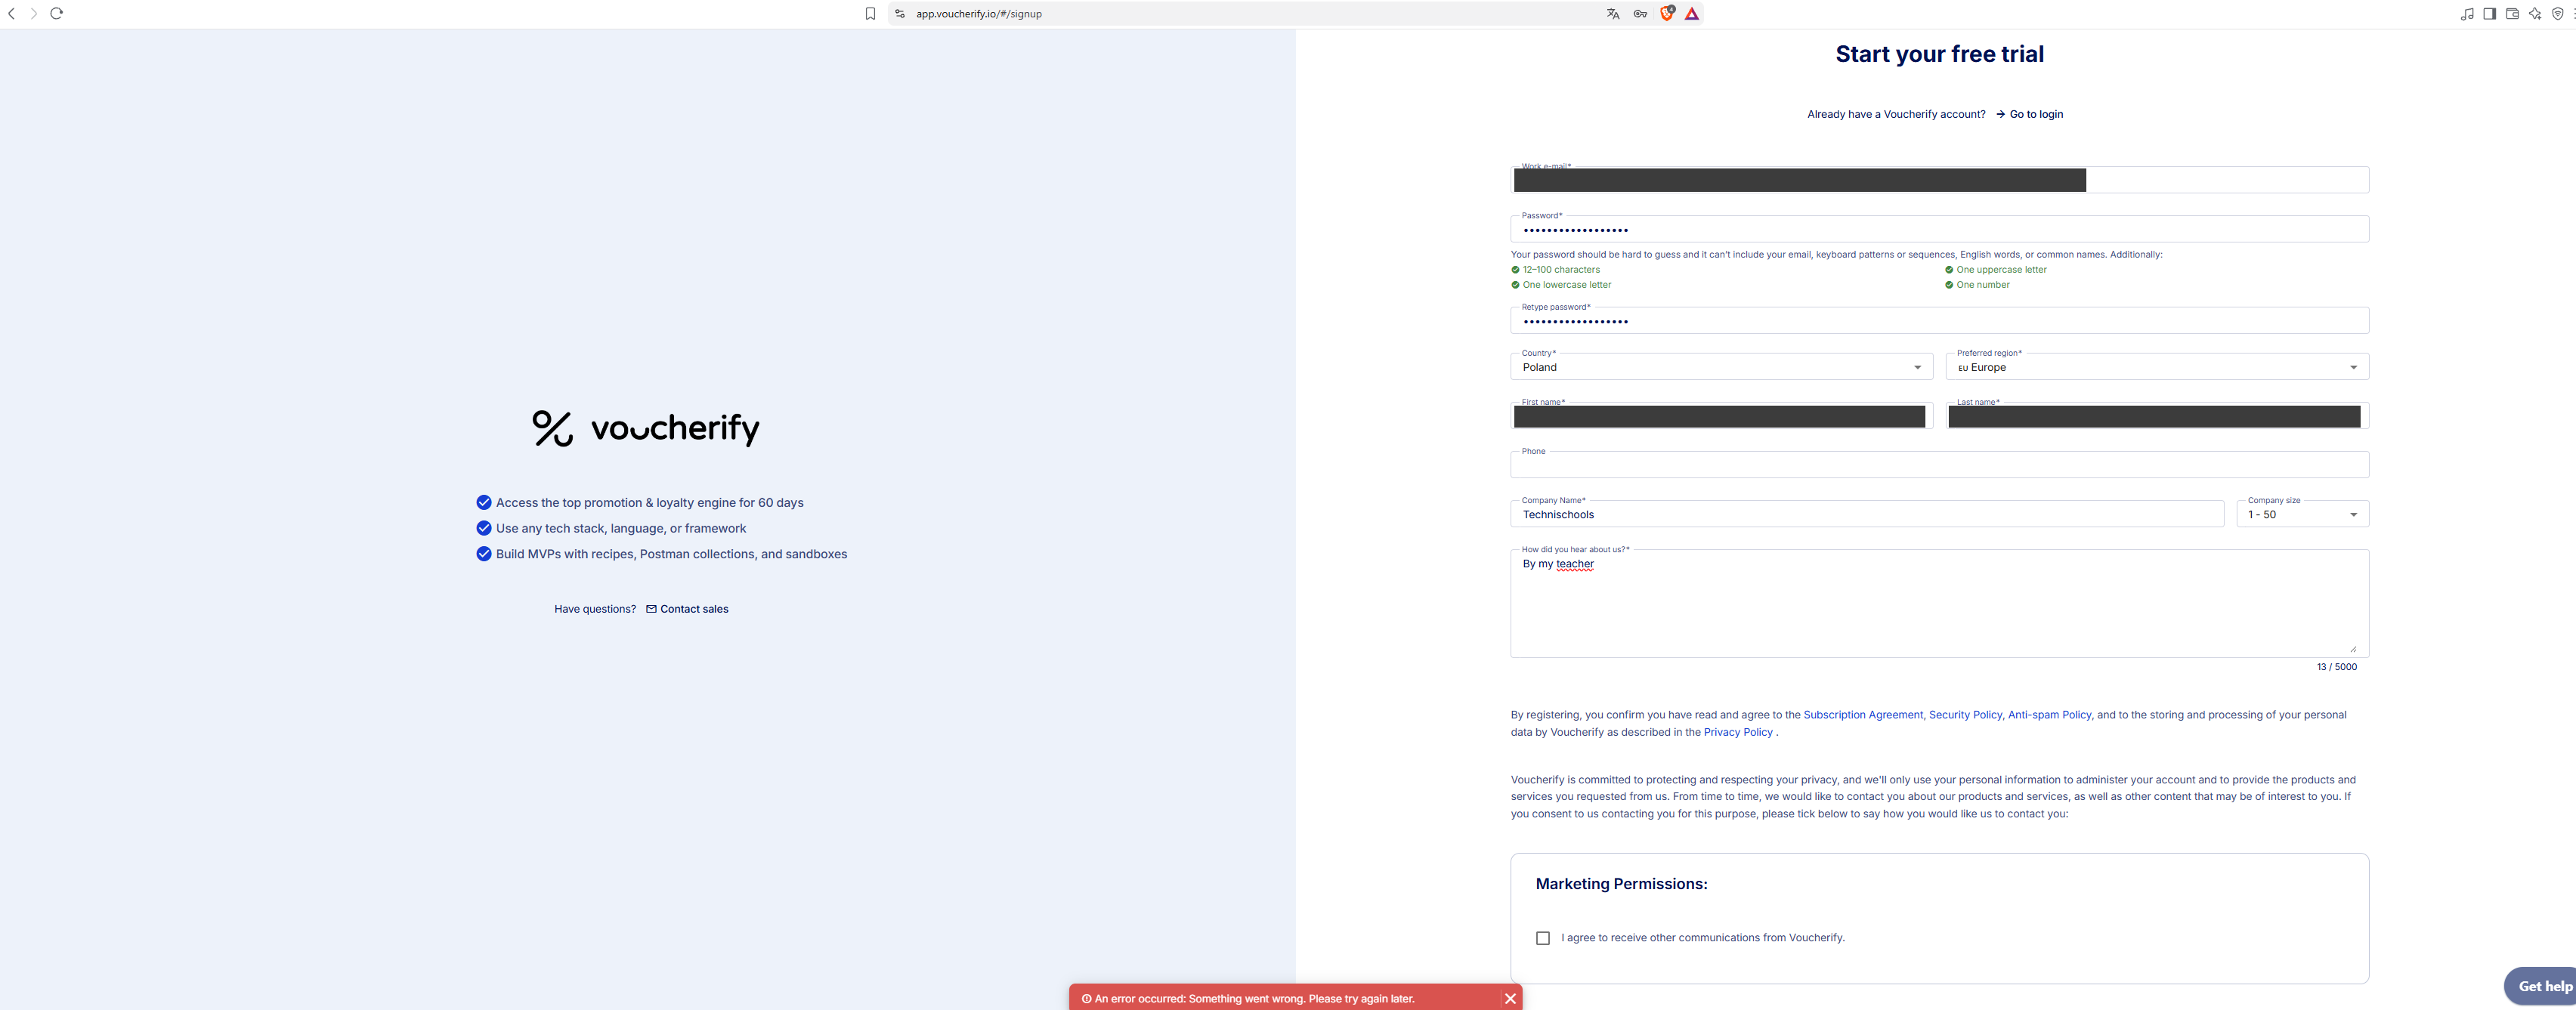 app.voucherify.io/#/signup
4
Start your free trial
Already have a Voucherify account? → Go to login
Work e-mail*
Password*
••••••••••••••••••
Your password should be hard to guess and it can't include your email, keyboard patterns or sequences, English words, or common names. Additionally:
12–100 characters
One uppercase letter
One lowercase letter
One number
Retype password*
••••••••••••••••••
Country*
Poland
Preferred region*
EU Europe
First name*
Last name*
Phone
Company Name*
Technischools
Company size
1 - 50
How did you hear about us?*
By my teacher
13 / 5000
By registering, you confirm you have read and agree to the Subscription Agreement, Security Policy, Anti-spam Policy, and to the storing and processing of your personal
data by Voucherify as described in the Privacy Policy .
Voucherify is committed to protecting and respecting your privacy, and we'll only use your personal information to administer your account and to provide the products and
services you requested from us. From time to time, we would like to contact you about our products and services, as well as other content that may be of interest to you. If
you consent to us contacting you for this purpose, please tick below to say how you would like us to contact you:
Marketing Permissions:
I agree to receive other communications from Voucherify.
voucherify
Access the top promotion & loyalty engine for 60 days
Use any tech stack, language, or framework
Build MVPs with recipes, Postman collections, and sandboxes
Have questions? Contact sales
An error occurred: Something went wrong. Please try again later.
Get help